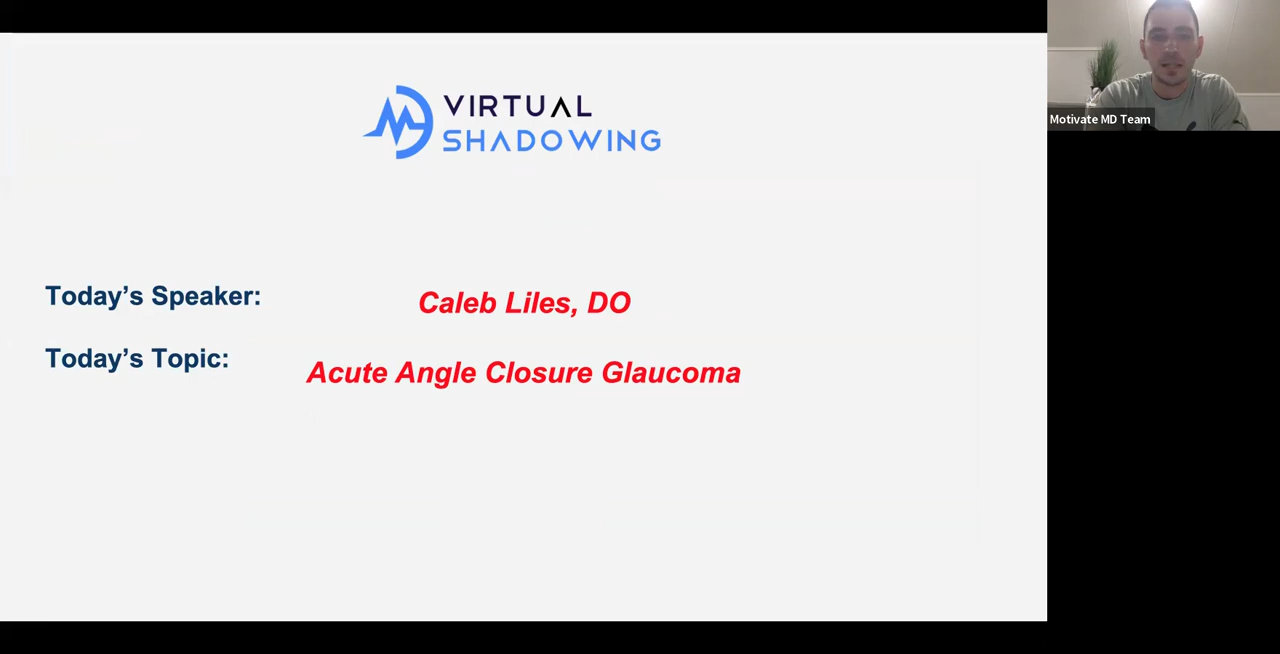 VIRTUAL
SHADOWING
Today's Speaker:
Caleb Liles, DO
Today's Topic:
Acute Angle Closure Glaucoma
Motivate MD Team